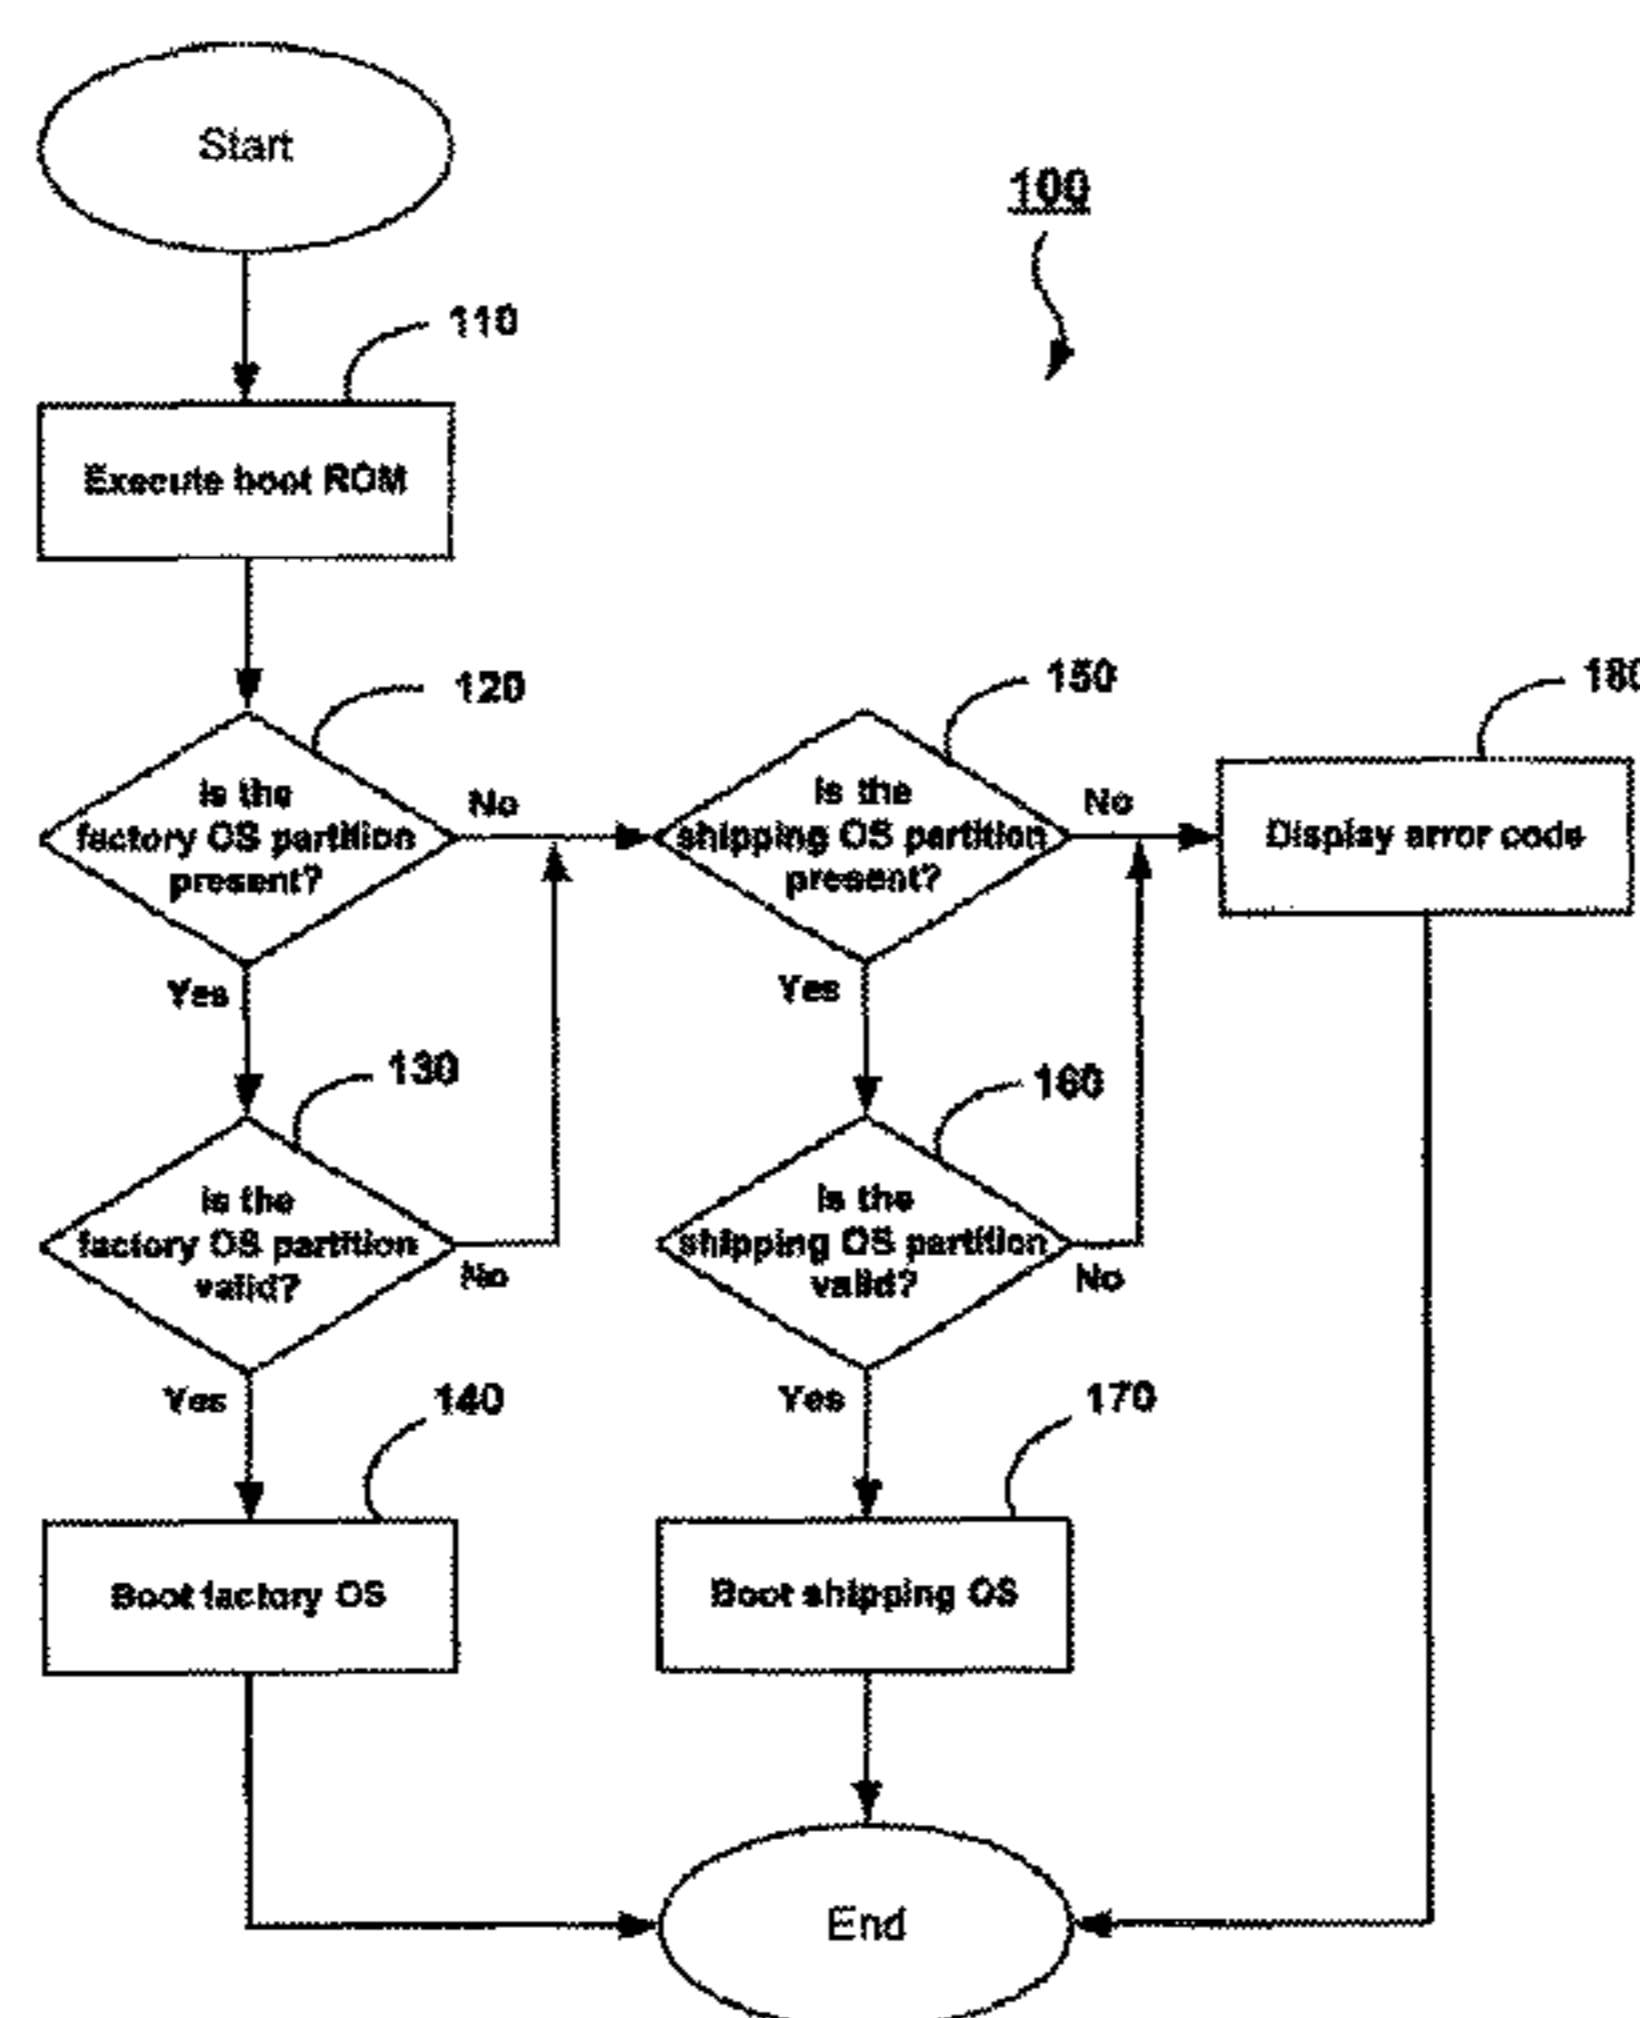 Start
100
110
Execute boot ROM
120
150
180
Is the
factory OS partition
present?
No
Is the
shipping OS partition
present?
No
Display error code
Yes
Yes
130
160
Is the
factory OS partition
valid?
No
Is the
shipping OS partition
valid?
No
Yes
140
Yes
170
Boot factory OS
Boot shipping OS
End